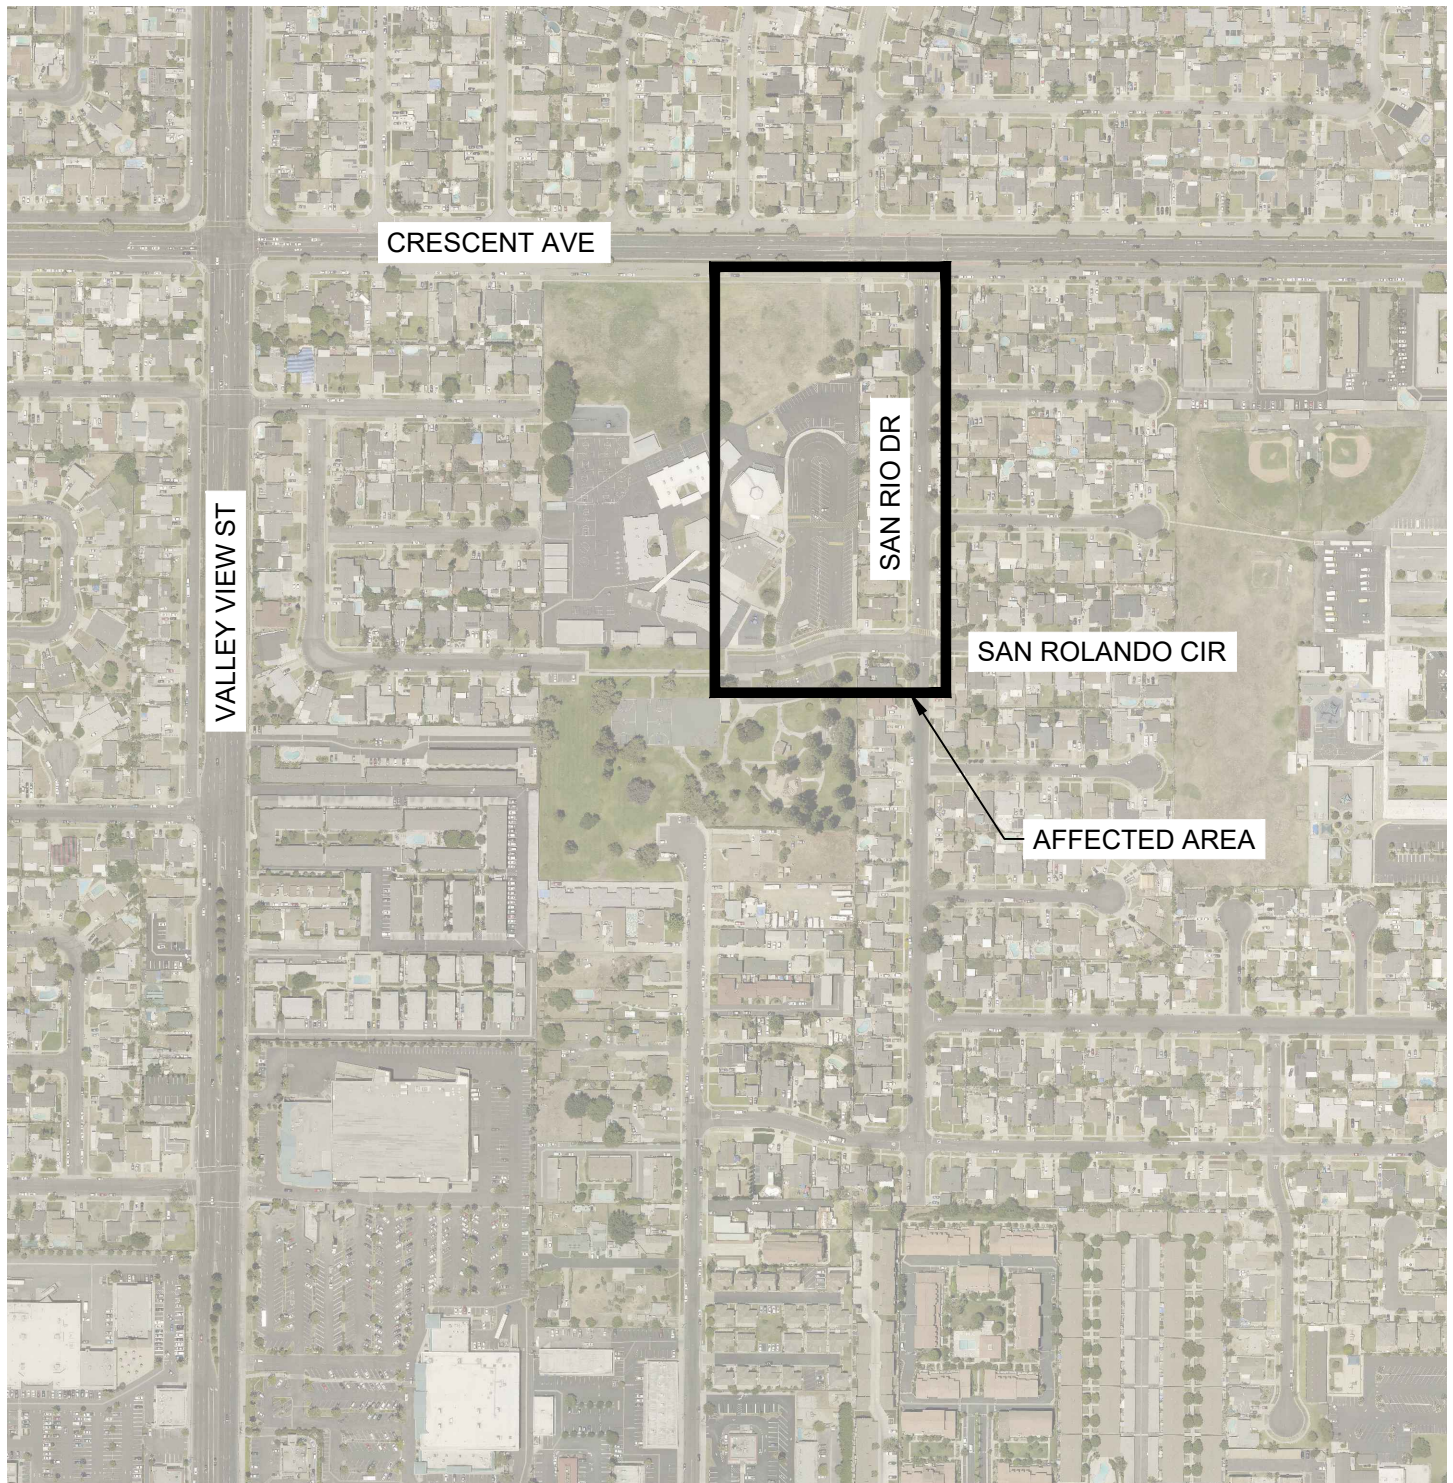 CRESCENT AVE
SAN RIO DR
VALLEY VIEW ST
SAN ROLANDO CIR
AFFECTED AREA